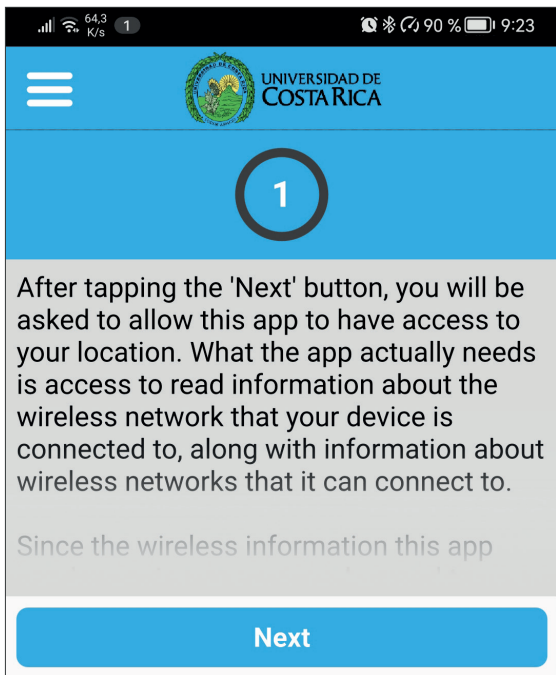 64,3
K/s
1
90 %
9:23
UNIVERSIDAD DE
COSTA RICA
1
After tapping the 'Next' button, you will be
asked to allow this app to have access to
your location. What the app actually needs
is access to read information about the
wireless network that your device is
connected to, along with information about
wireless networks that it can connect to.
Since the wireless information this app
Next